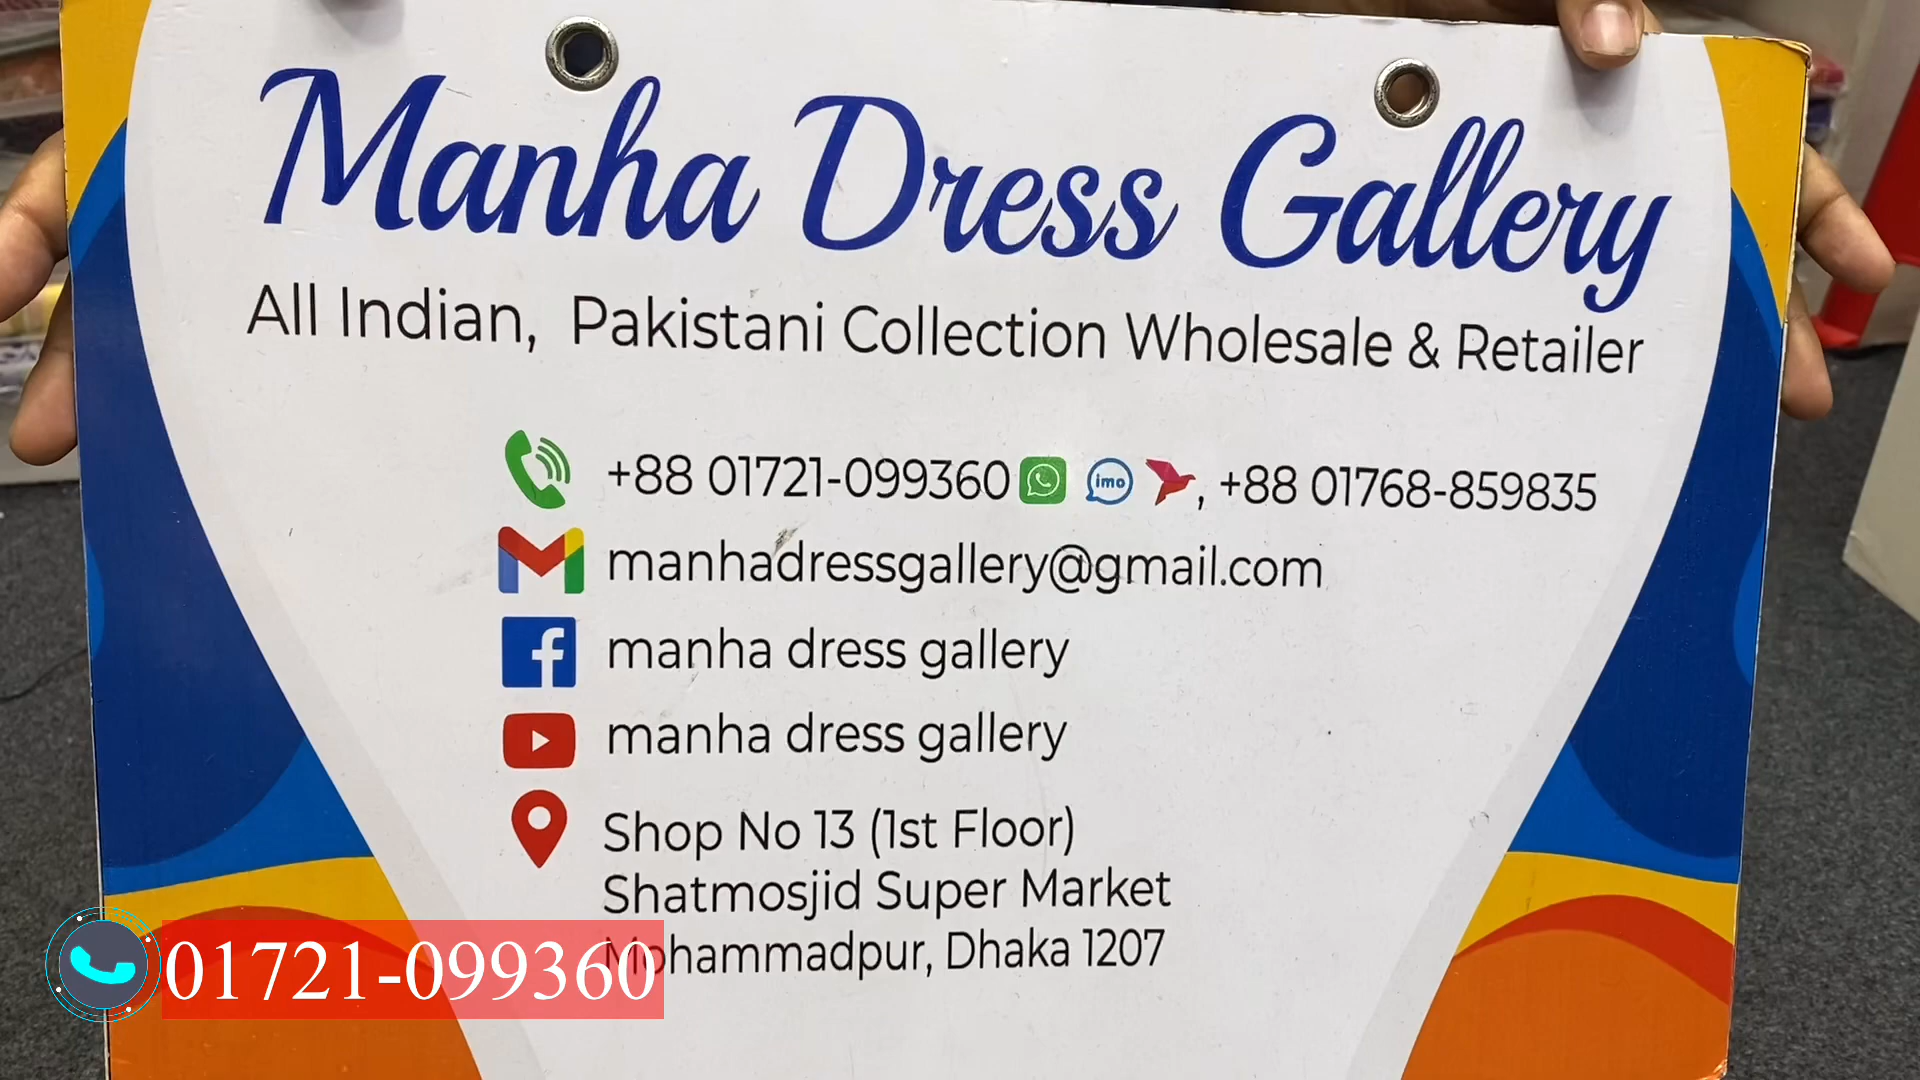 Manha Dress Gallery
All Indian, Pakistani Collection Wholesale & Retailer
+88 01721-099360 imo , +88 01768-859835
manhadressgallery@gmail.com
manha dress gallery
manha dress gallery
Shop No 13 (1st Floor)
Shatmosjid Super Market
Mohammadpur, Dhaka 1207
01721-099360